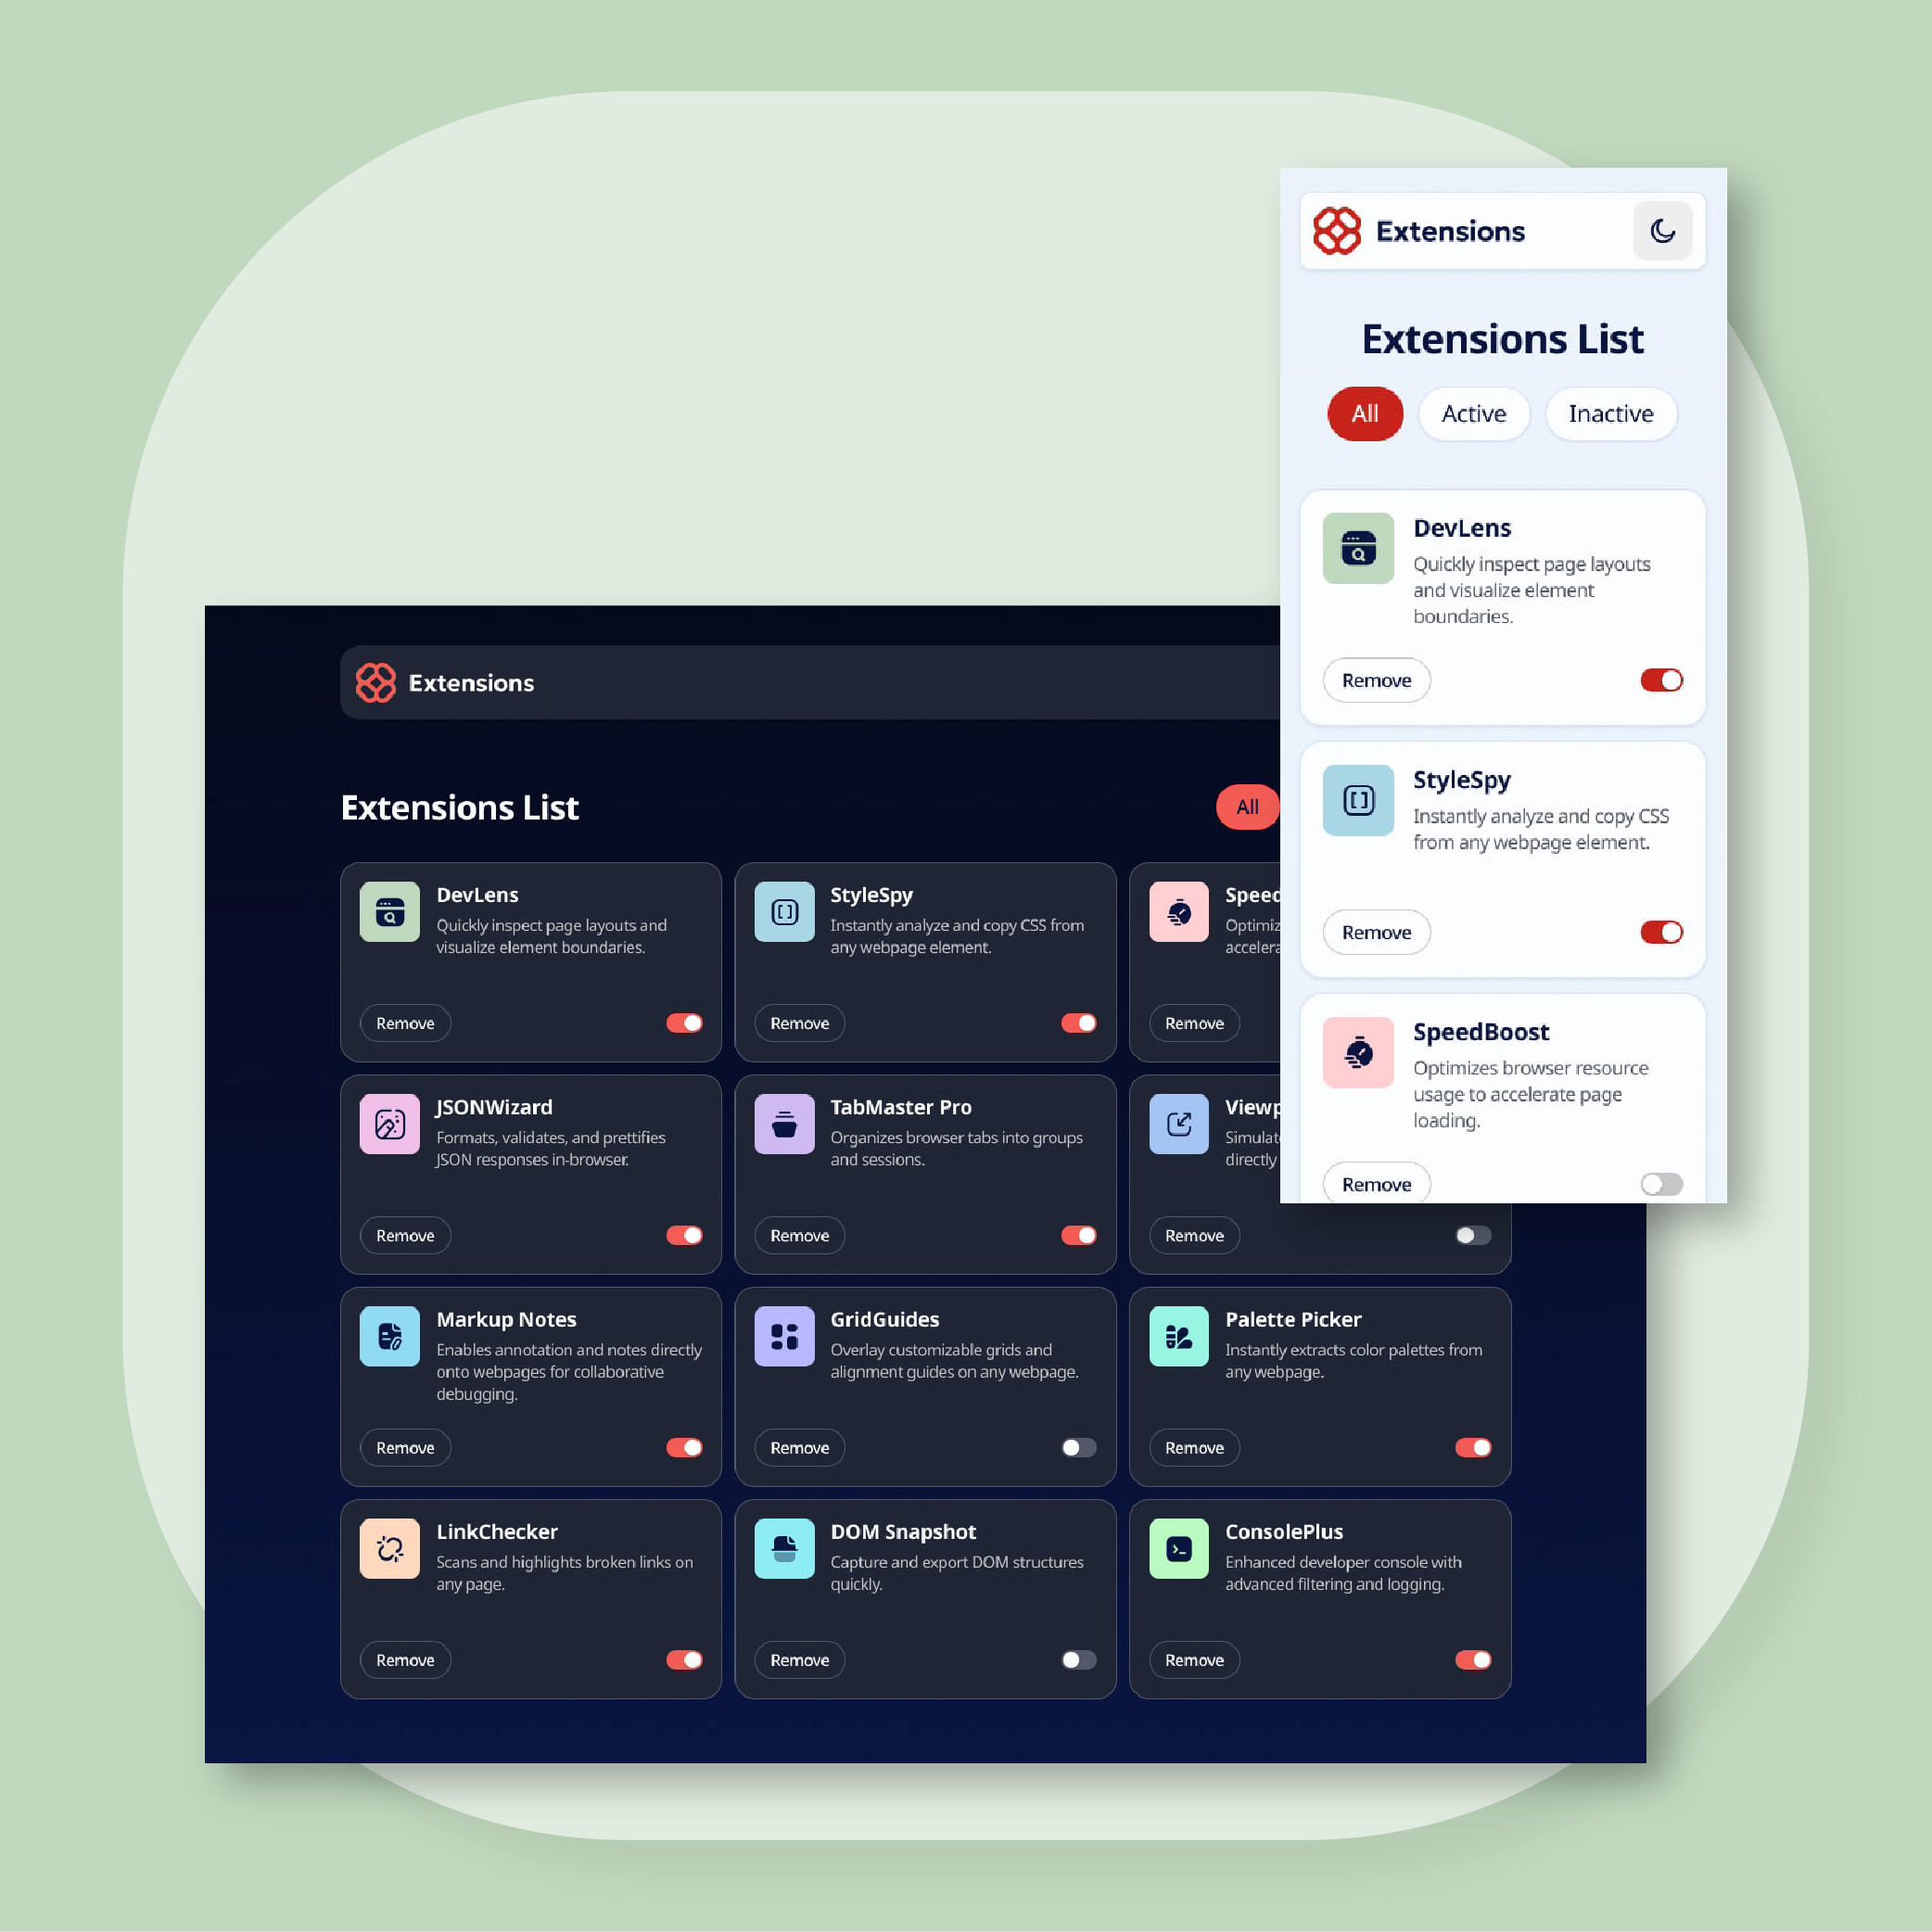 Extensions
Extensions List
All
Active
Inactive
DevLens
Quickly inspect page layouts
and visualize element
boundaries.
Remove
StyleSpy
Instantly analyze and copy CSS
from any webpage element.
Remove
SpeedBoost
Optimizes browser resource
usage to accelerate page
loading.
Remove
Extensions
Extensions List
All
DevLens
Quickly inspect page layouts and
visualize element boundaries.
Remove
StyleSpy
Instantly analyze and copy CSS from
any webpage element.
Remove
Speed
Optimiz
accelera
Remove
JSONWizard
Formats, validates, and prettifies
JSON responses in-browser.
Remove
TabMaster Pro
Organizes browser tabs into groups
and sessions.
Remove
Viewp
Simulat
directly
Remove
Markup Notes
Enables annotation and notes directly
onto webpages for collaborative
debugging.
Remove
GridGuides
Overlay customizable grids and
alignment guides on any webpage.
Remove
Palette Picker
Instantly extracts color palettes from
any webpage.
Remove
LinkChecker
Scans and highlights broken links on
any page.
Remove
DOM Snapshot
Capture and export DOM structures
quickly.
Remove
ConsolePlus
Enhanced developer console with
advanced filtering and logging.
Remove